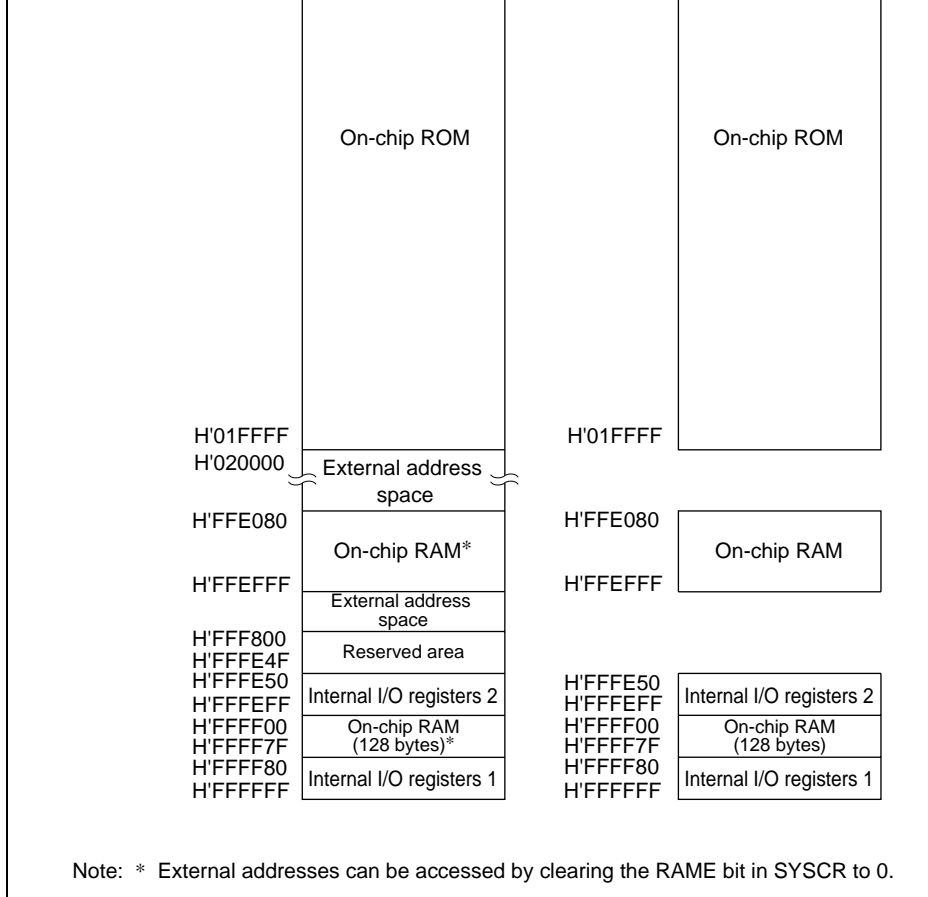 On-chip ROM
On-chip ROM
H'01FFFF
H'020000
External address
space
H'01FFFF
H'FFE080
On-chip RAM*
H'FFEFFF
H'FFE080
On-chip RAM
H'FFEFFF
External address
space
H'FFF800
Reserved area
H'FFFE4F
H'FFFE50
Internal I/O registers 2
H'FFFEFF
H'FFFE50
Internal I/O registers 2
H'FFFEFF
H'FFFF00
On-chip RAM
(128 bytes)*
H'FFFF7F
H'FFFF00
On-chip RAM
(128 bytes)
H'FFFF7F
H'FFFF80
Internal I/O registers 1
H'FFFFFF
H'FFFF80
Internal I/O registers 1
H'FFFFFF
Note: * External addresses can be accessed by clearing the RAME bit in SYSCR to 0.